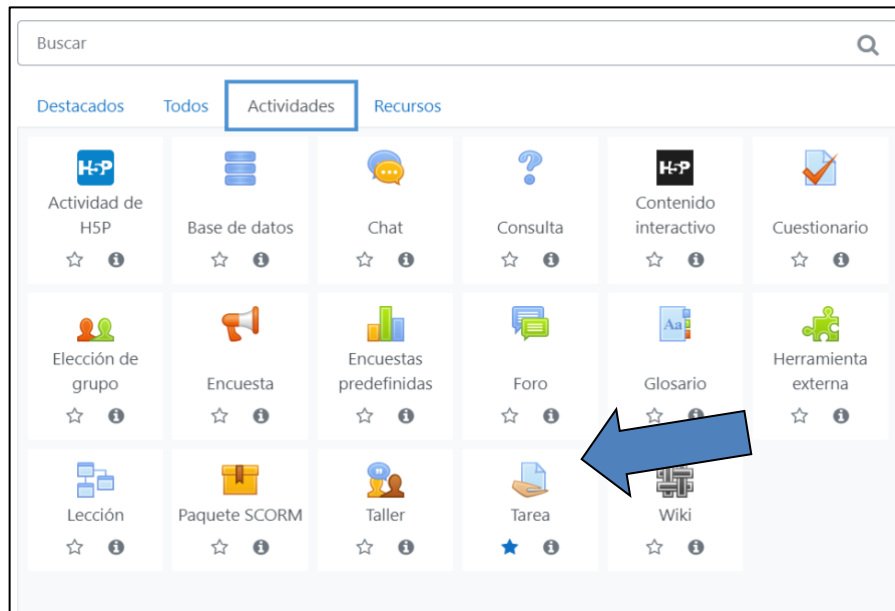 Buscar
Destacados Todos Actividades Recursos
H5P H5P
Actividad de Contenido
H5P Base de datos Chat Consulta interactivo Cuestionario
Aa
Elección de Encuestas Herramienta
grupo Encuesta predefinidas Foro Glosario externa
Lección Paquete SCORM Taller Tarea Wiki